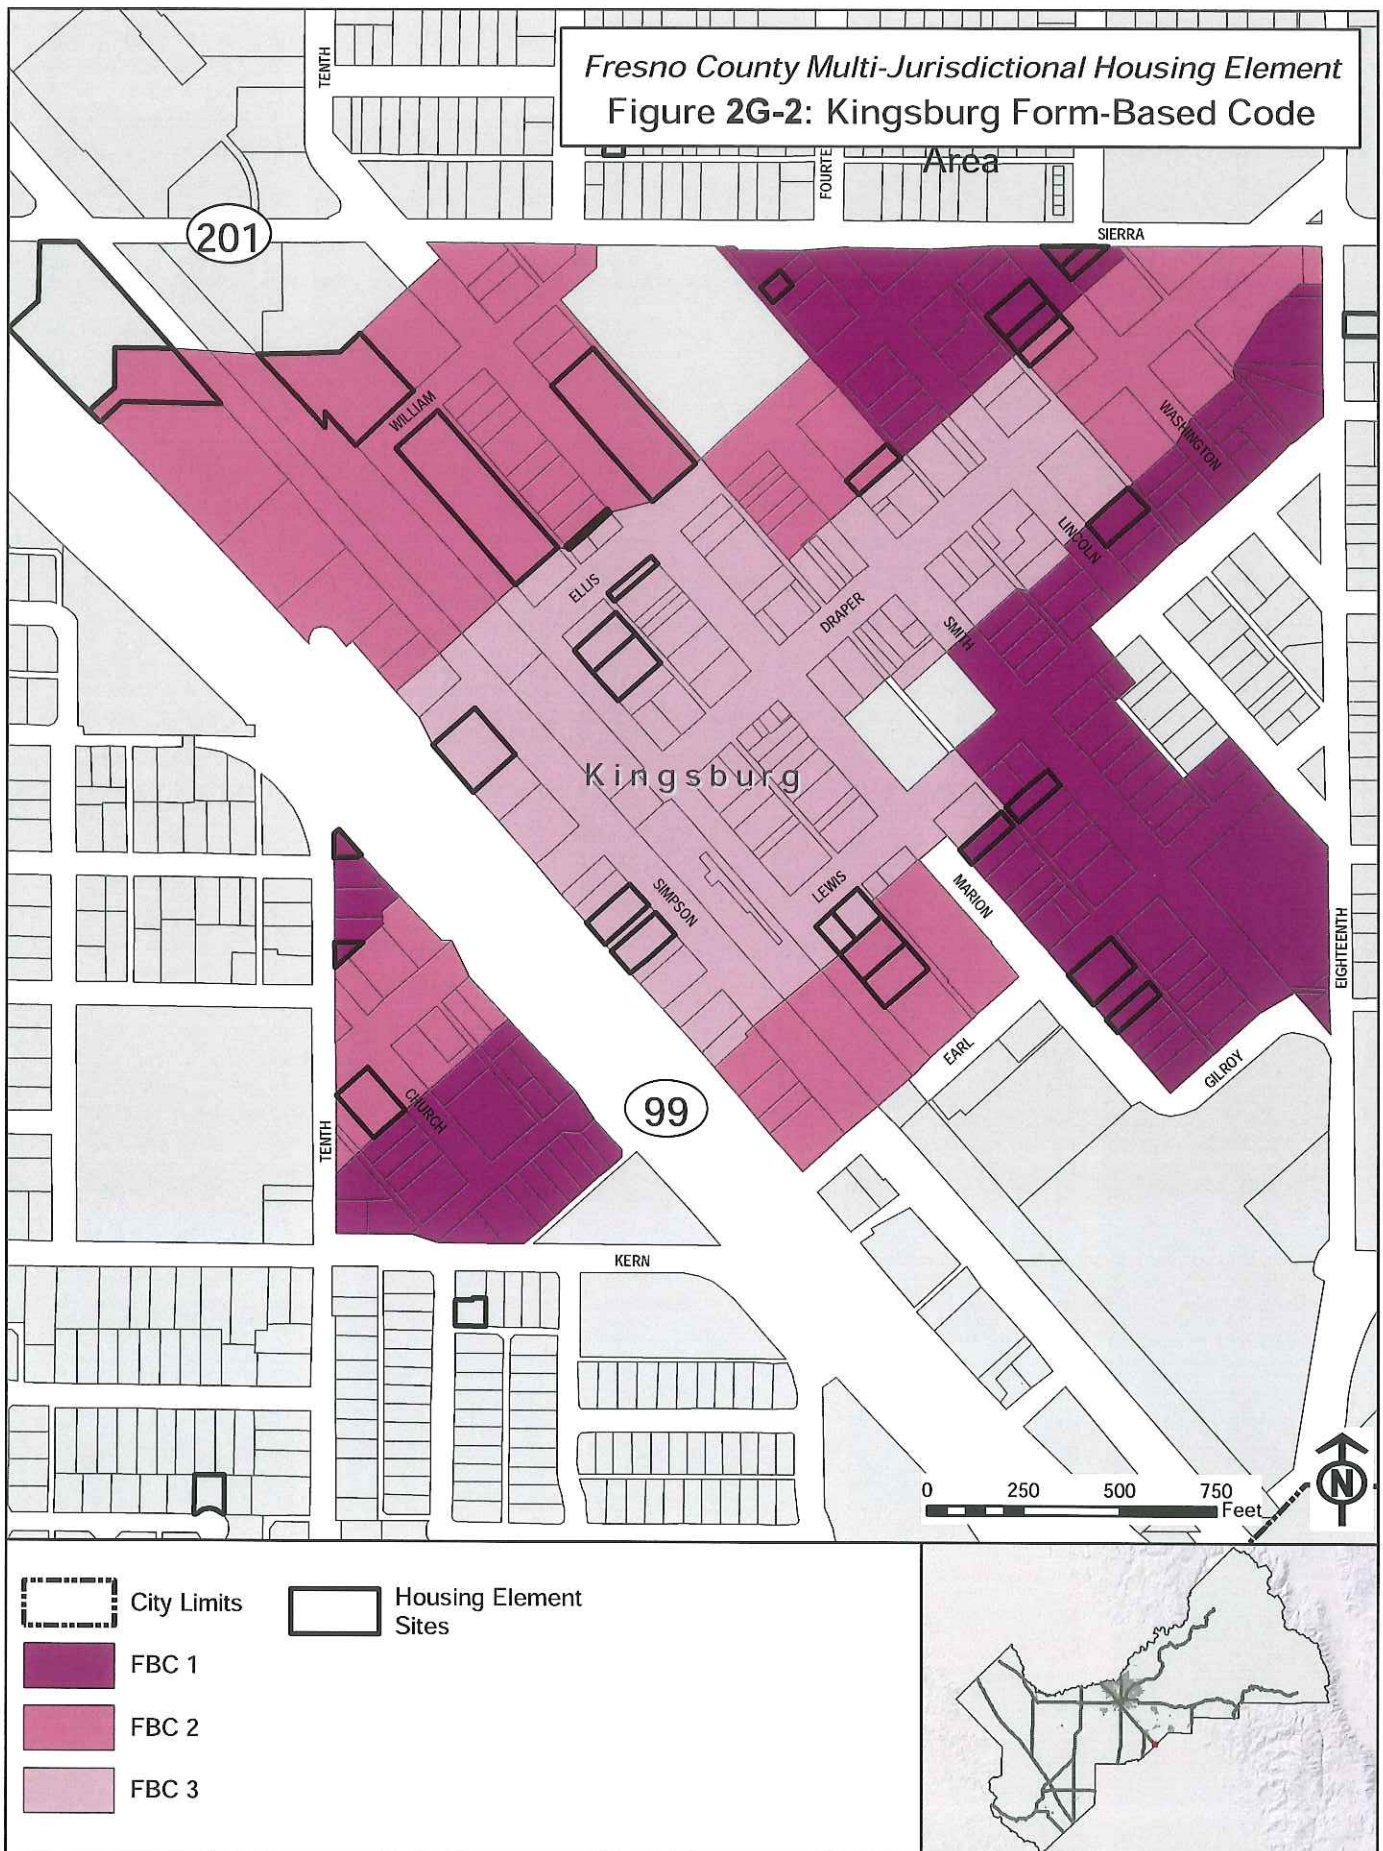 Fresno County Multi-Jurisdictional Housing Element
Figure 2G-2: Kingsburg Form-Based Code
Area
TENTH
FOURTE
201
SIERRA
WILLIAM
WASHINGTON
LINCOLN
ELLIS
DRAPER
SMITH
Kingsburg
SIMPSON
LEWIS
MARION
EIGHTEENTH
EARL
GILROY
CHURCH
TENTH
99
KERN
0 250 500 750
Feet
N
City Limits
Housing Element
Sites
FBC 1
FBC 2
FBC 3